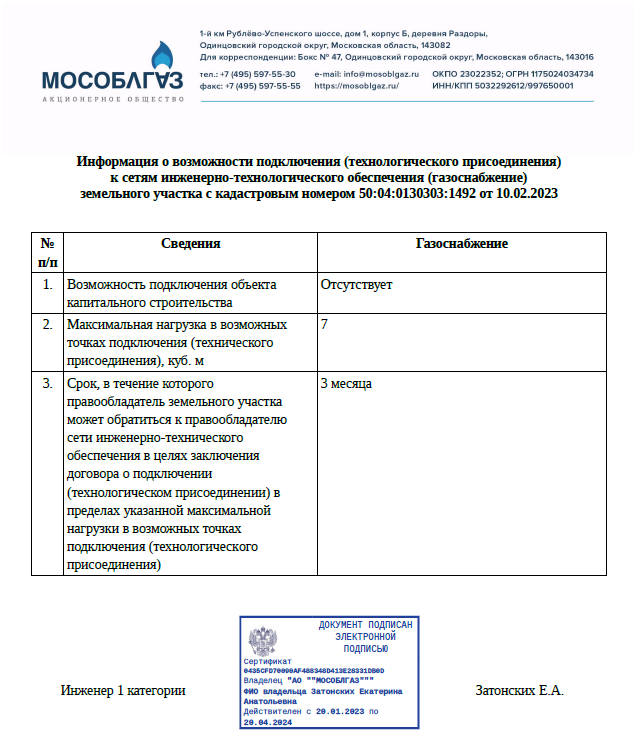 1-й км Рублёво-Успенского шоссе, дом 1, корпус Б, деревня Раздоры,
Одинцовский городской округ, Московская область, 143082
Для корреспонденции: Бокс № 47, Одинцовский городской округ, Московская область, 143016
МОСОБЛГАЗ
АКЦИОНЕРНОЕ ОБЩЕСТВО
тел.: +7 (495) 597-55-30 e-mail: info@mosoblgaz.ru ОКПО 23022352; ОГРН 1175024034734
факс: +7 (495) 597-55-55 https://mosoblgaz.ru/ ИНН/КПП 5032292612/997650001
Информация о возможности подключения (технологического присоединения)
к сетям инженерно-технологического обеспечения (газоснабжение)
земельного участка с кадастровым номером 50:04:0130303:1492 от 10.02.2023
№ п/п Сведения Газоснабжение
1. Возможность подключения объекта Отсутствует
капитального строительства
2. Максимальная нагрузка в возможных 7
точках подключения (технического
присоединения), куб. м
3. Срок, в течение которого 3 месяца
правообладатель земельного участка
может обратиться к правообладателю
сети инженерно-технического
обеспечения в целях заключения
договора о подключении
(технологическом присоединении) в
пределах указанной максимальной
нагрузки в возможных точках
подключения (технологического
присоединения)
ДОКУМЕНТ ПОДПИСАН
ЭЛЕКТРОННОЙ
ПОДПИСЬЮ
Сертификат
0435CFD70090AF488348D413E28331DB0D
Владелец "АО ""МОСОБЛГАЗ"""
ФИО владельца Затонских Екатерина
Анатольевна
Действителен с 20.01.2023 по
20.04.2024
Инженер 1 категории Затонских Е.А.